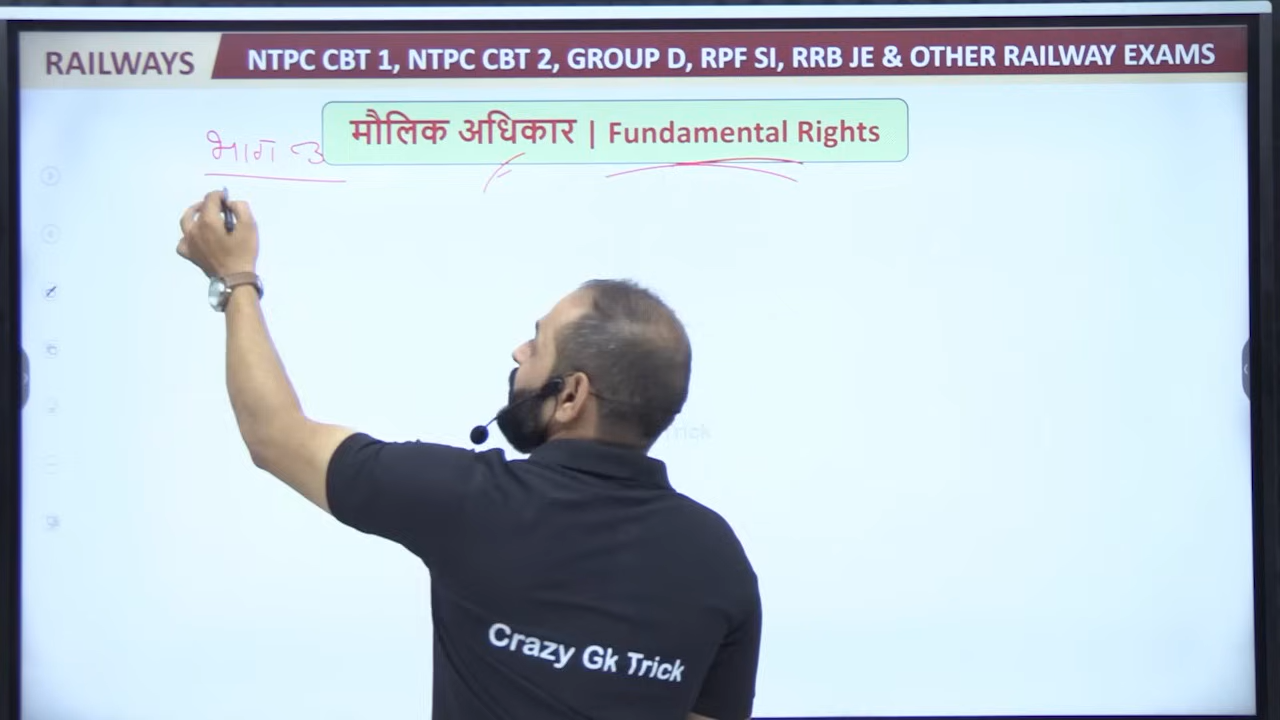 RAILWAYS NTPC CBT 1, NTPC CBT 2, GROUP D, RPF SI, RRB JE & OTHER RAILWAY EXAMS
मौलिक अधिकार | Fundamental Rights
भाग 3
Trick
Crazy Gk Trick